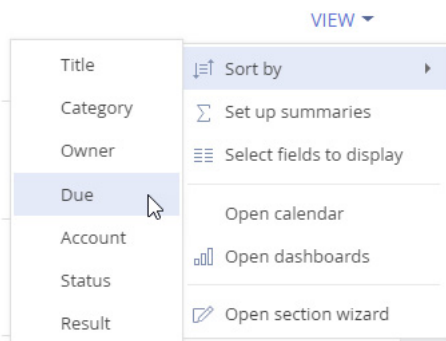 VIEW
Sort by
Set up summaries
Select fields to display
Open calendar
Open dashboards
Open section wizard
Title
Category
Owner
Due
Account
Status
Result